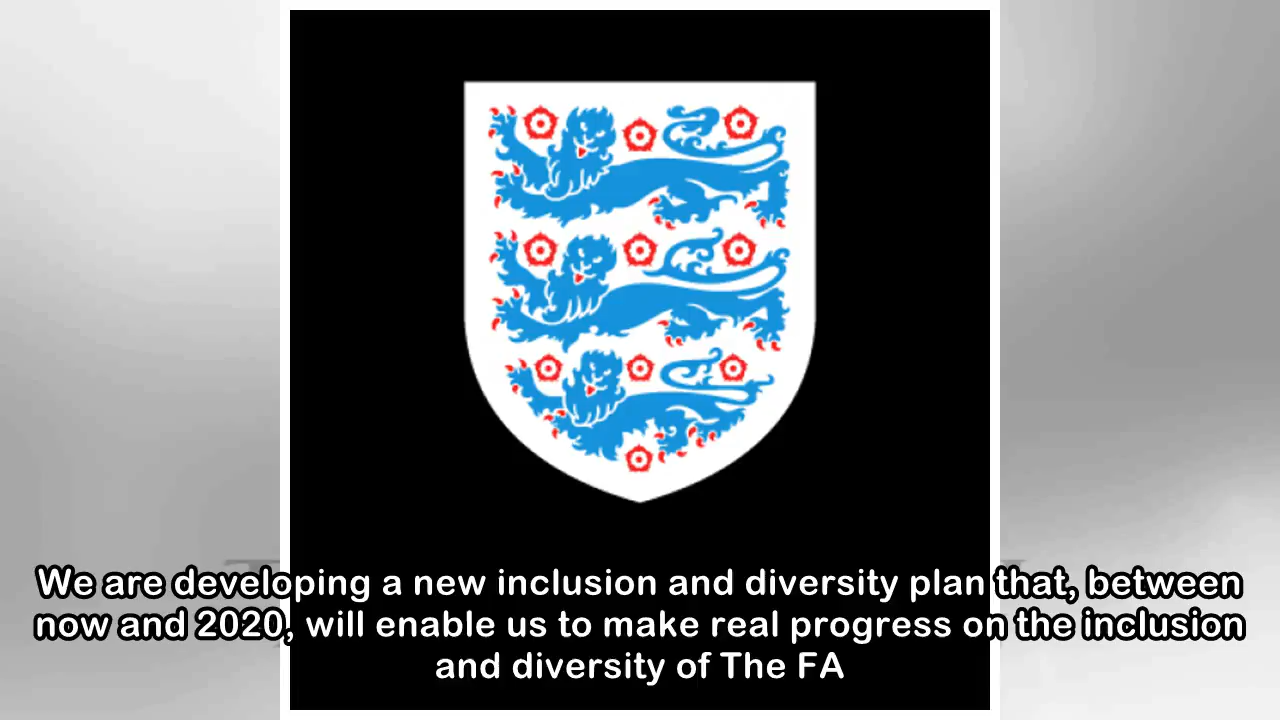 We are developing a new inclusion and diversity plan that, between
now and 2020, will enable us to make real progress on the inclusion
and diversity of The FA